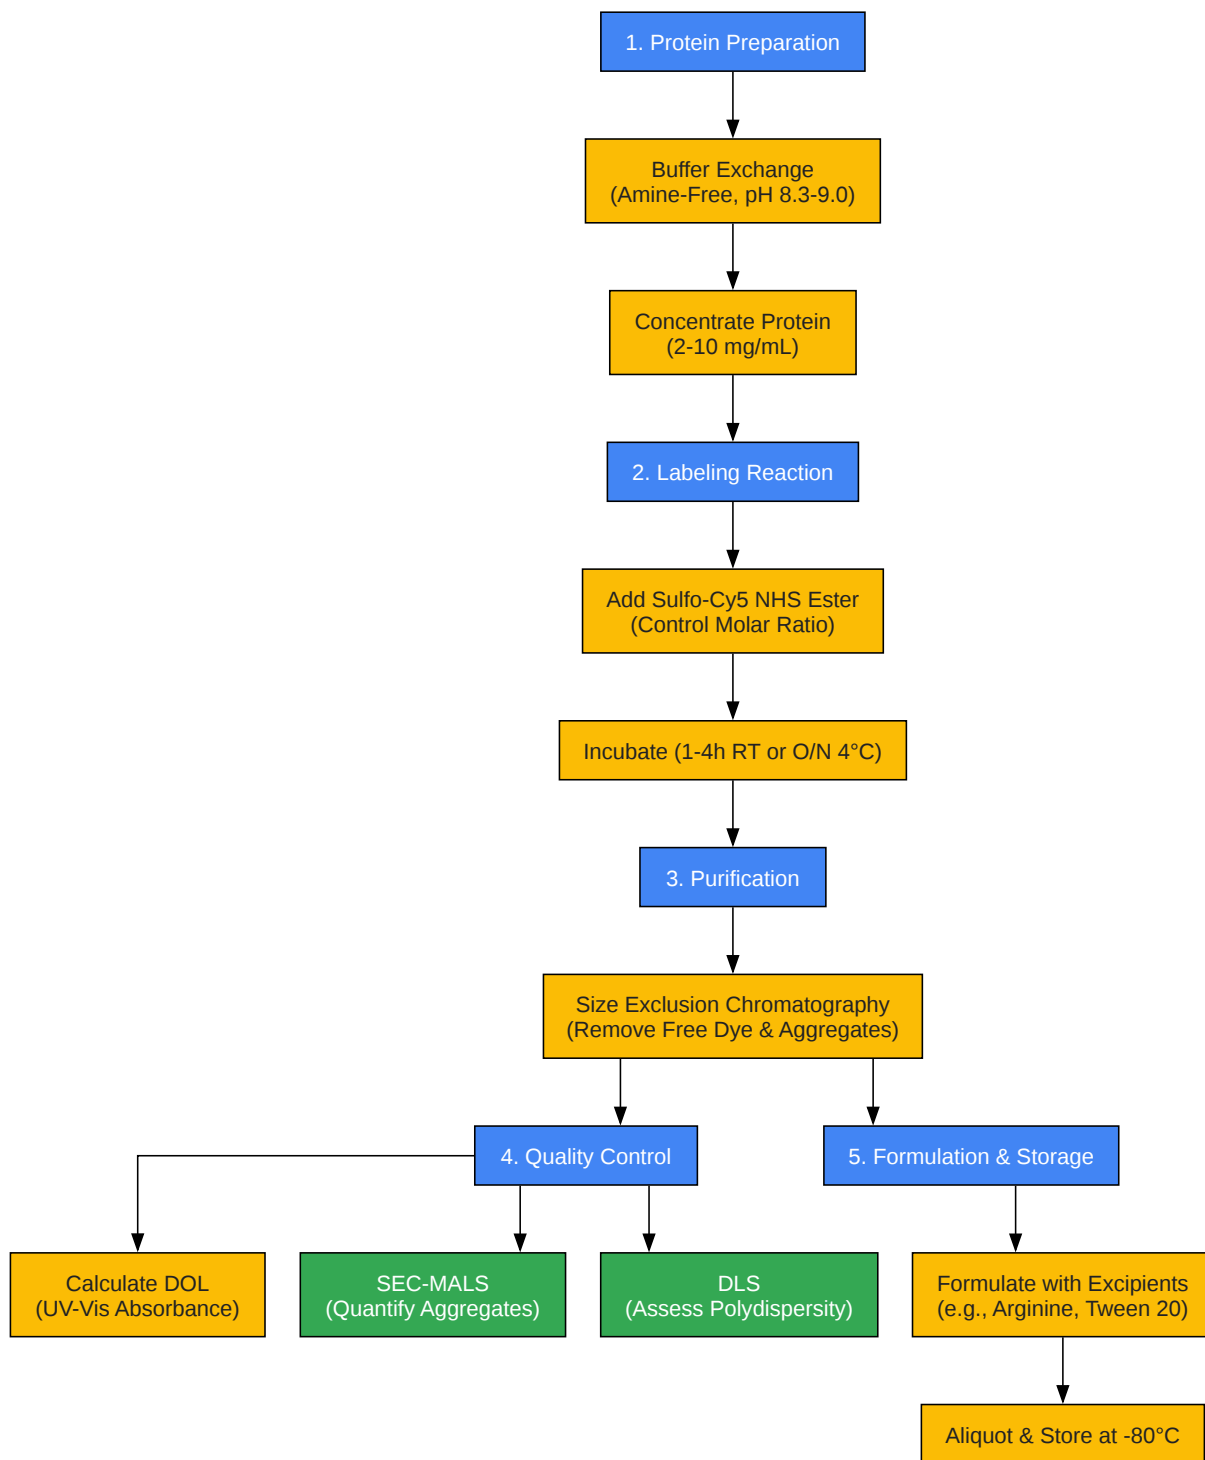 1. Protein Preparation
Buffer Exchange
(Amine-Free, pH 8.3-9.0)
Concentrate Protein
(2-10 mg/mL)
2. Labeling Reaction
Add Sulfo-Cy5 NHS Ester
(Control Molar Ratio)
Incubate (1-4h RT or O/N 4°C)
3. Purification
Size Exclusion Chromatography
(Remove Free Dye & Aggregates)
4. Quality Control
5. Formulation & Storage
Calculate DOL
(UV-Vis Absorbance)
SEC-MALS
(Quantify Aggregates)
DLS
(Assess Polydispersity)
Formulate with Excipients
(e.g., Arginine, Tween 20)
Aliquot & Store at -80°C